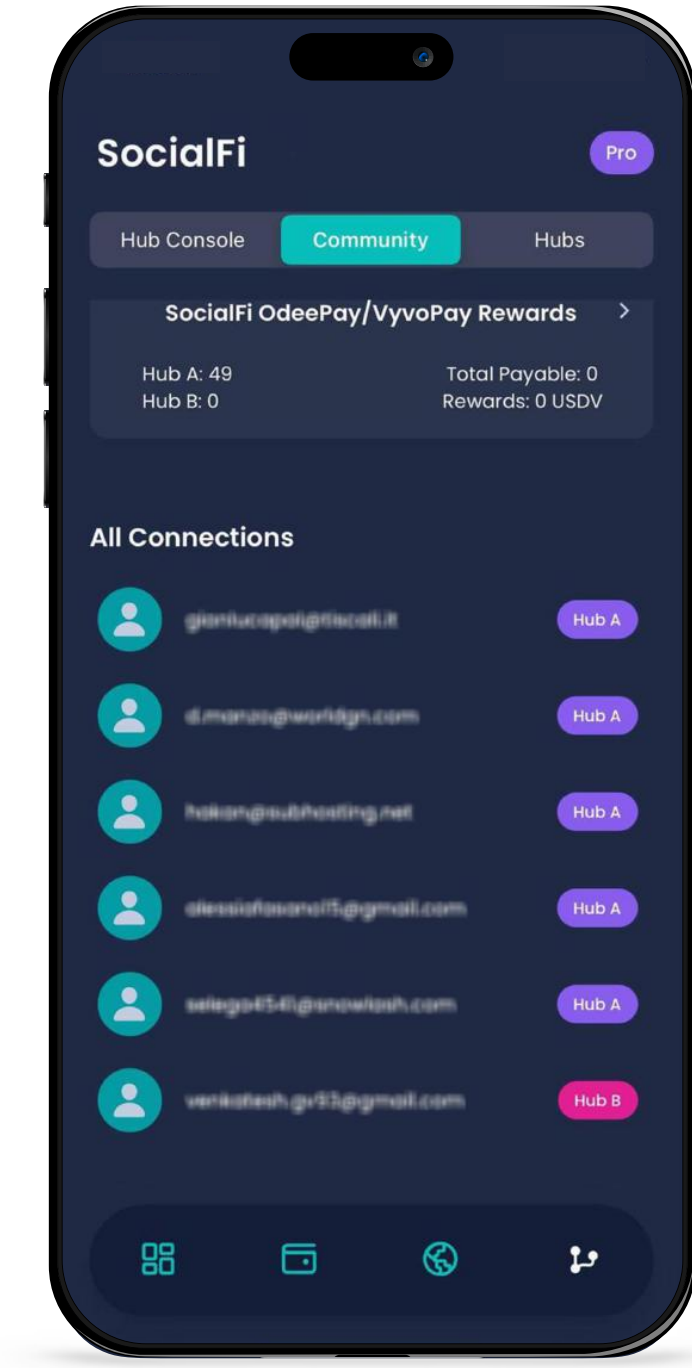 SocialFi
Pro
Hub Console Community Hubs
SocialFi OdeePay/VyvoPay Rewards
Hub A: 49 Total Payable: 0
Hub B: 0 Rewards: 0 USDV
All Connections
Hub A
Hub A
Hub A
Hub A
Hub A
Hub B